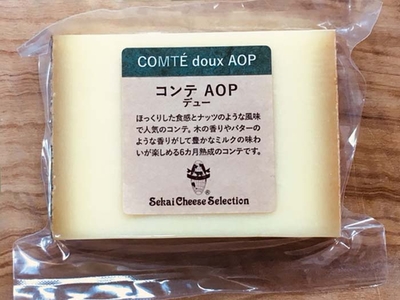 COMTÉ doux AOP
コンテ AOP
デュー
ほっくりした食感とナッツのような風味
で人気のコンテ。木の香りやバターの
ような香りがして豊かなミルクの味わ
いが楽しめる6カ月熟成のコンテです。
®
Sekai Cheese Selection